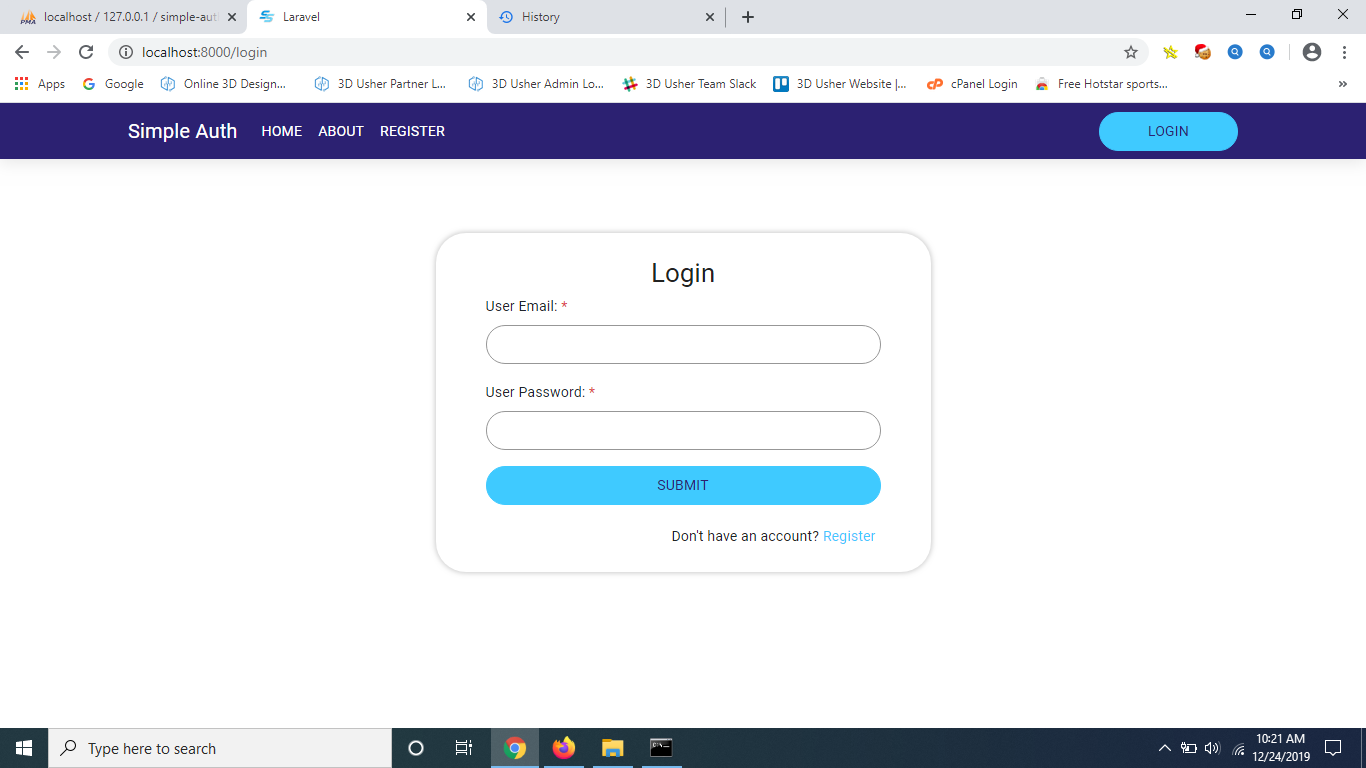 localhost / 127.0.0.1 / simple-aut
Laravel
History
localhost:8000/login
Apps
Google
Online 3D Design...
3D Usher Partner L...
3D Usher Admin Lo...
3D Usher Team Slack
3D Usher Website |...
cPanel Login
Free Hotstar sports...
»
Simple Auth
HOME
ABOUT
REGISTER
LOGIN
Login
User Email: *
User Password: *
SUBMIT
Don't have an account? Register
Type here to search
10:21 AM
12/24/2019